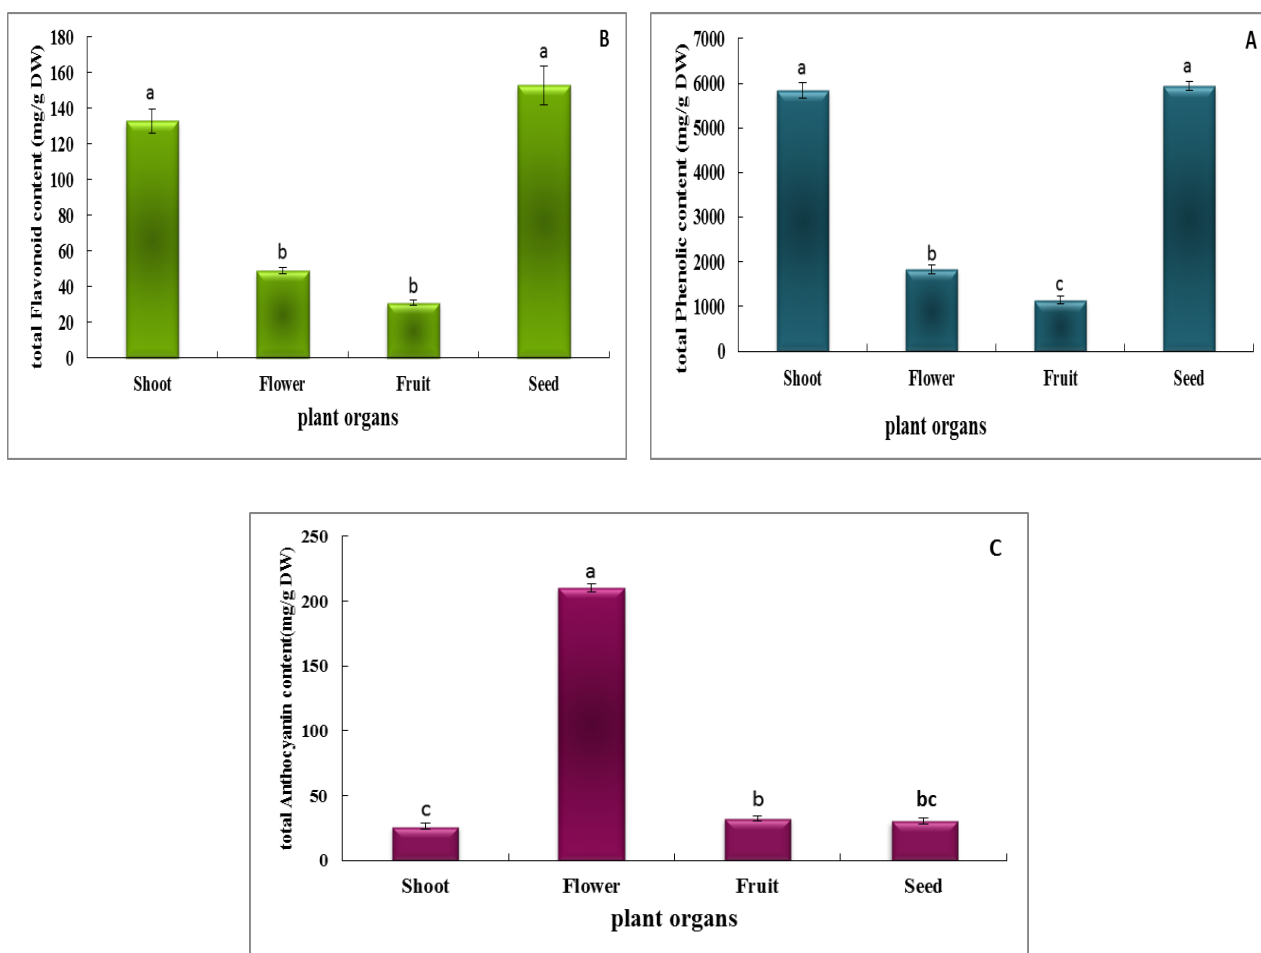 B
total Flavonoid content (mg/g DW)
180
160
140
120
100
80
60
40
20
0
a
b
b
a
Shoot Flower Fruit Seed
plant organs
A
total Phenolic content (mg/g DW)
7000
6000
5000
4000
3000
2000
1000
0
a
b
c
a
Shoot Flower Fruit Seed
plant organs
C
total Anthocyanin content(mg/g DW)
250
200
150
100
50
0
c
a
b
bc
Shoot Flower Fruit Seed
plant organs